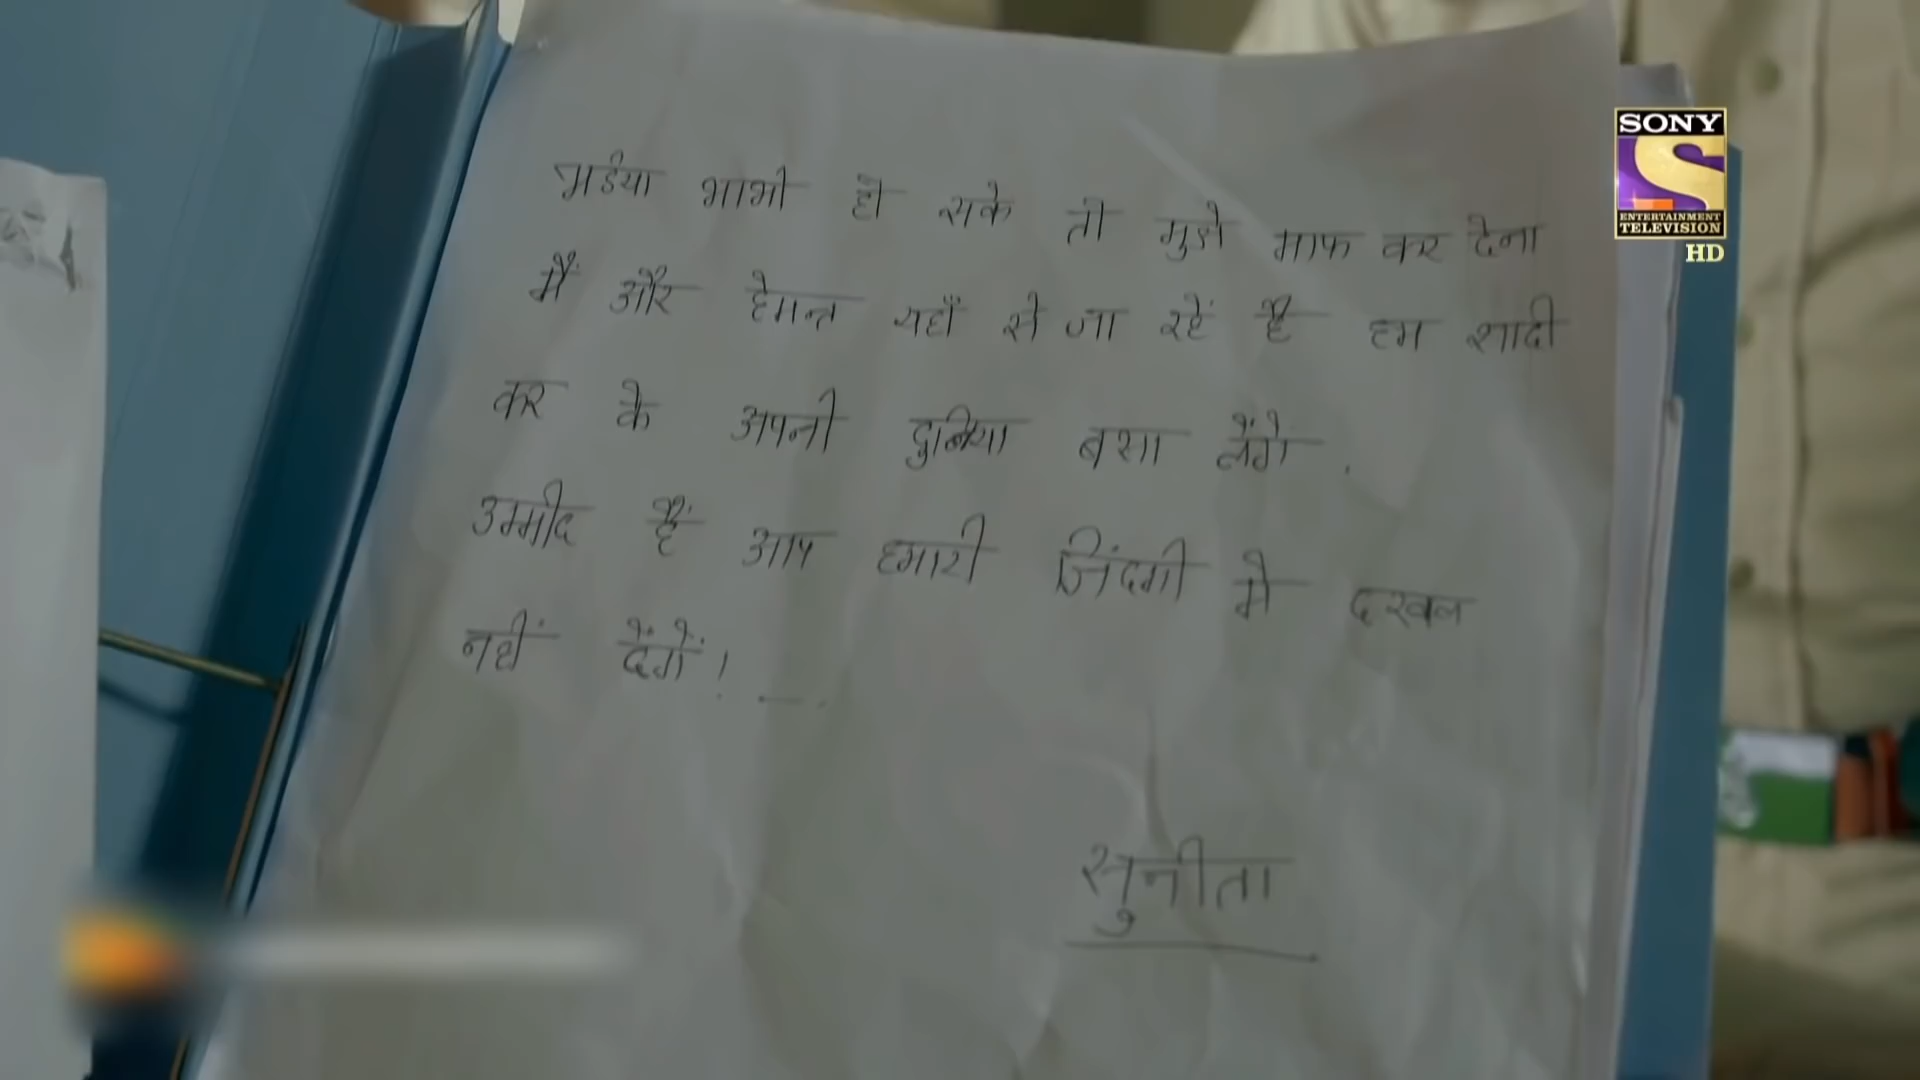 भईया भाभी हो सके तो मुझे माफ कर देना
मैं और हेमन्त यहाँ से जा रहें हैं हम शादी
कर के अपनी दुनिया बसा लेंगे .
उम्मीद हैं आप हमारी जिंदगी मे दखल
नहीं देंगें! —.
सुनीता
SONY
ENTERTAINMENT
TELEVISION
HD